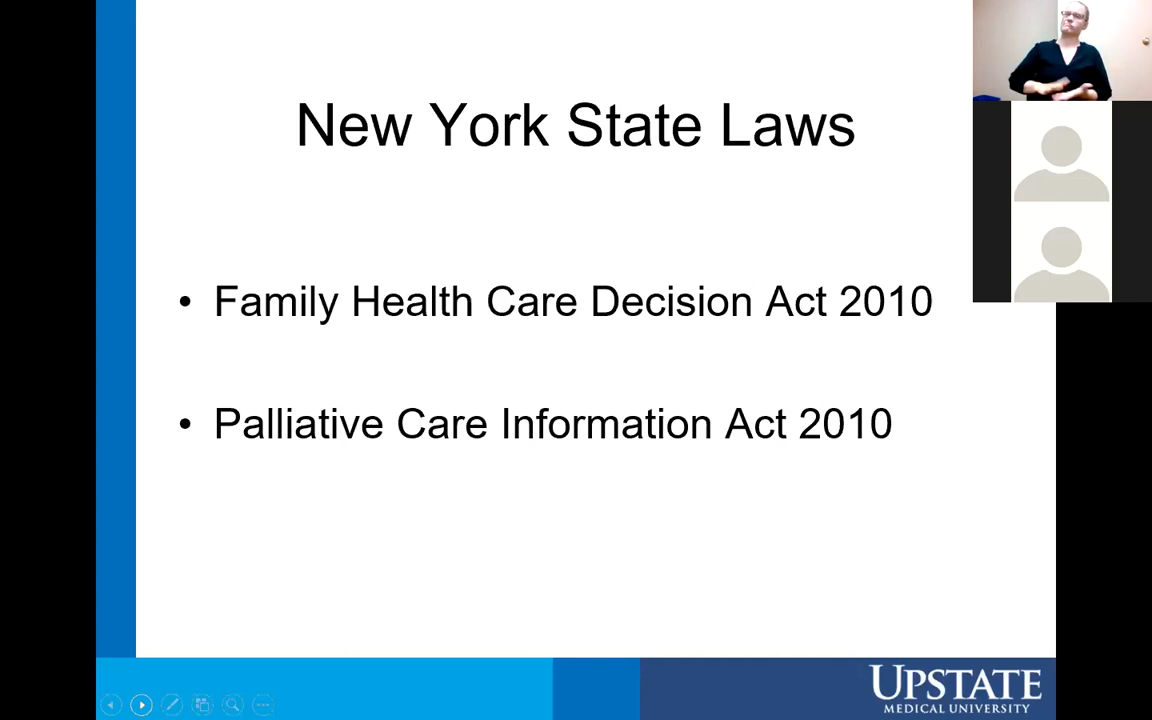 New York State Laws
• Family Health Care Decision Act 2010
• Palliative Care Information Act 2010
UPSTATE
MEDICAL UNIVERSITY